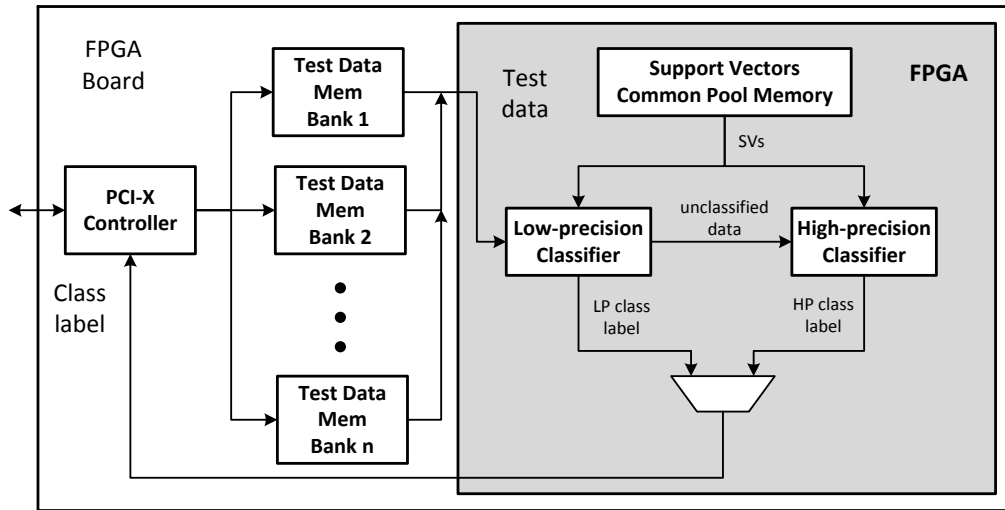 FPGA
Board
Test Data
Mem
Bank 1
Test
data
Support Vectors
Common Pool Memory
FPGA
SVs
PCI-X
Controller
Test Data
Mem
Bank 2
Low-precision
Classifier
unclassified
data
High-precision
Classifier
Class
label
LP class
label
HP class
label
Test Data
Mem
Bank n